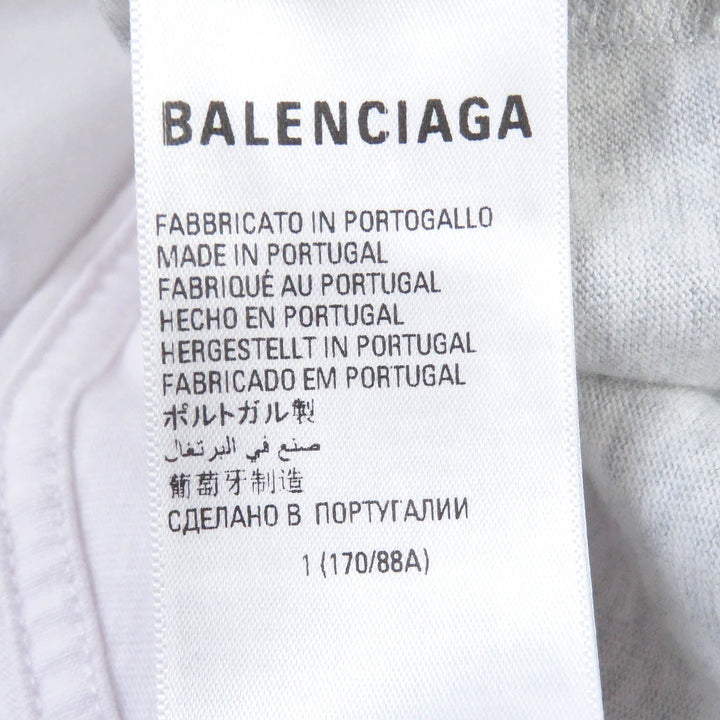 BALENCIAGA
FABBRICATO IN PORTOGALLO
MADE IN PORTUGAL
FABRIQUÉ AU PORTUGAL
HECHO EN PORTUGAL
HERGESTELLT IN PORTUGAL
FABRICADO EM PORTUGAL
ポルトガル製
صنع في البرتغال
葡萄牙制造
СДЕЛАНО В ПОРТУГАЛИИ
1 (170/88A)